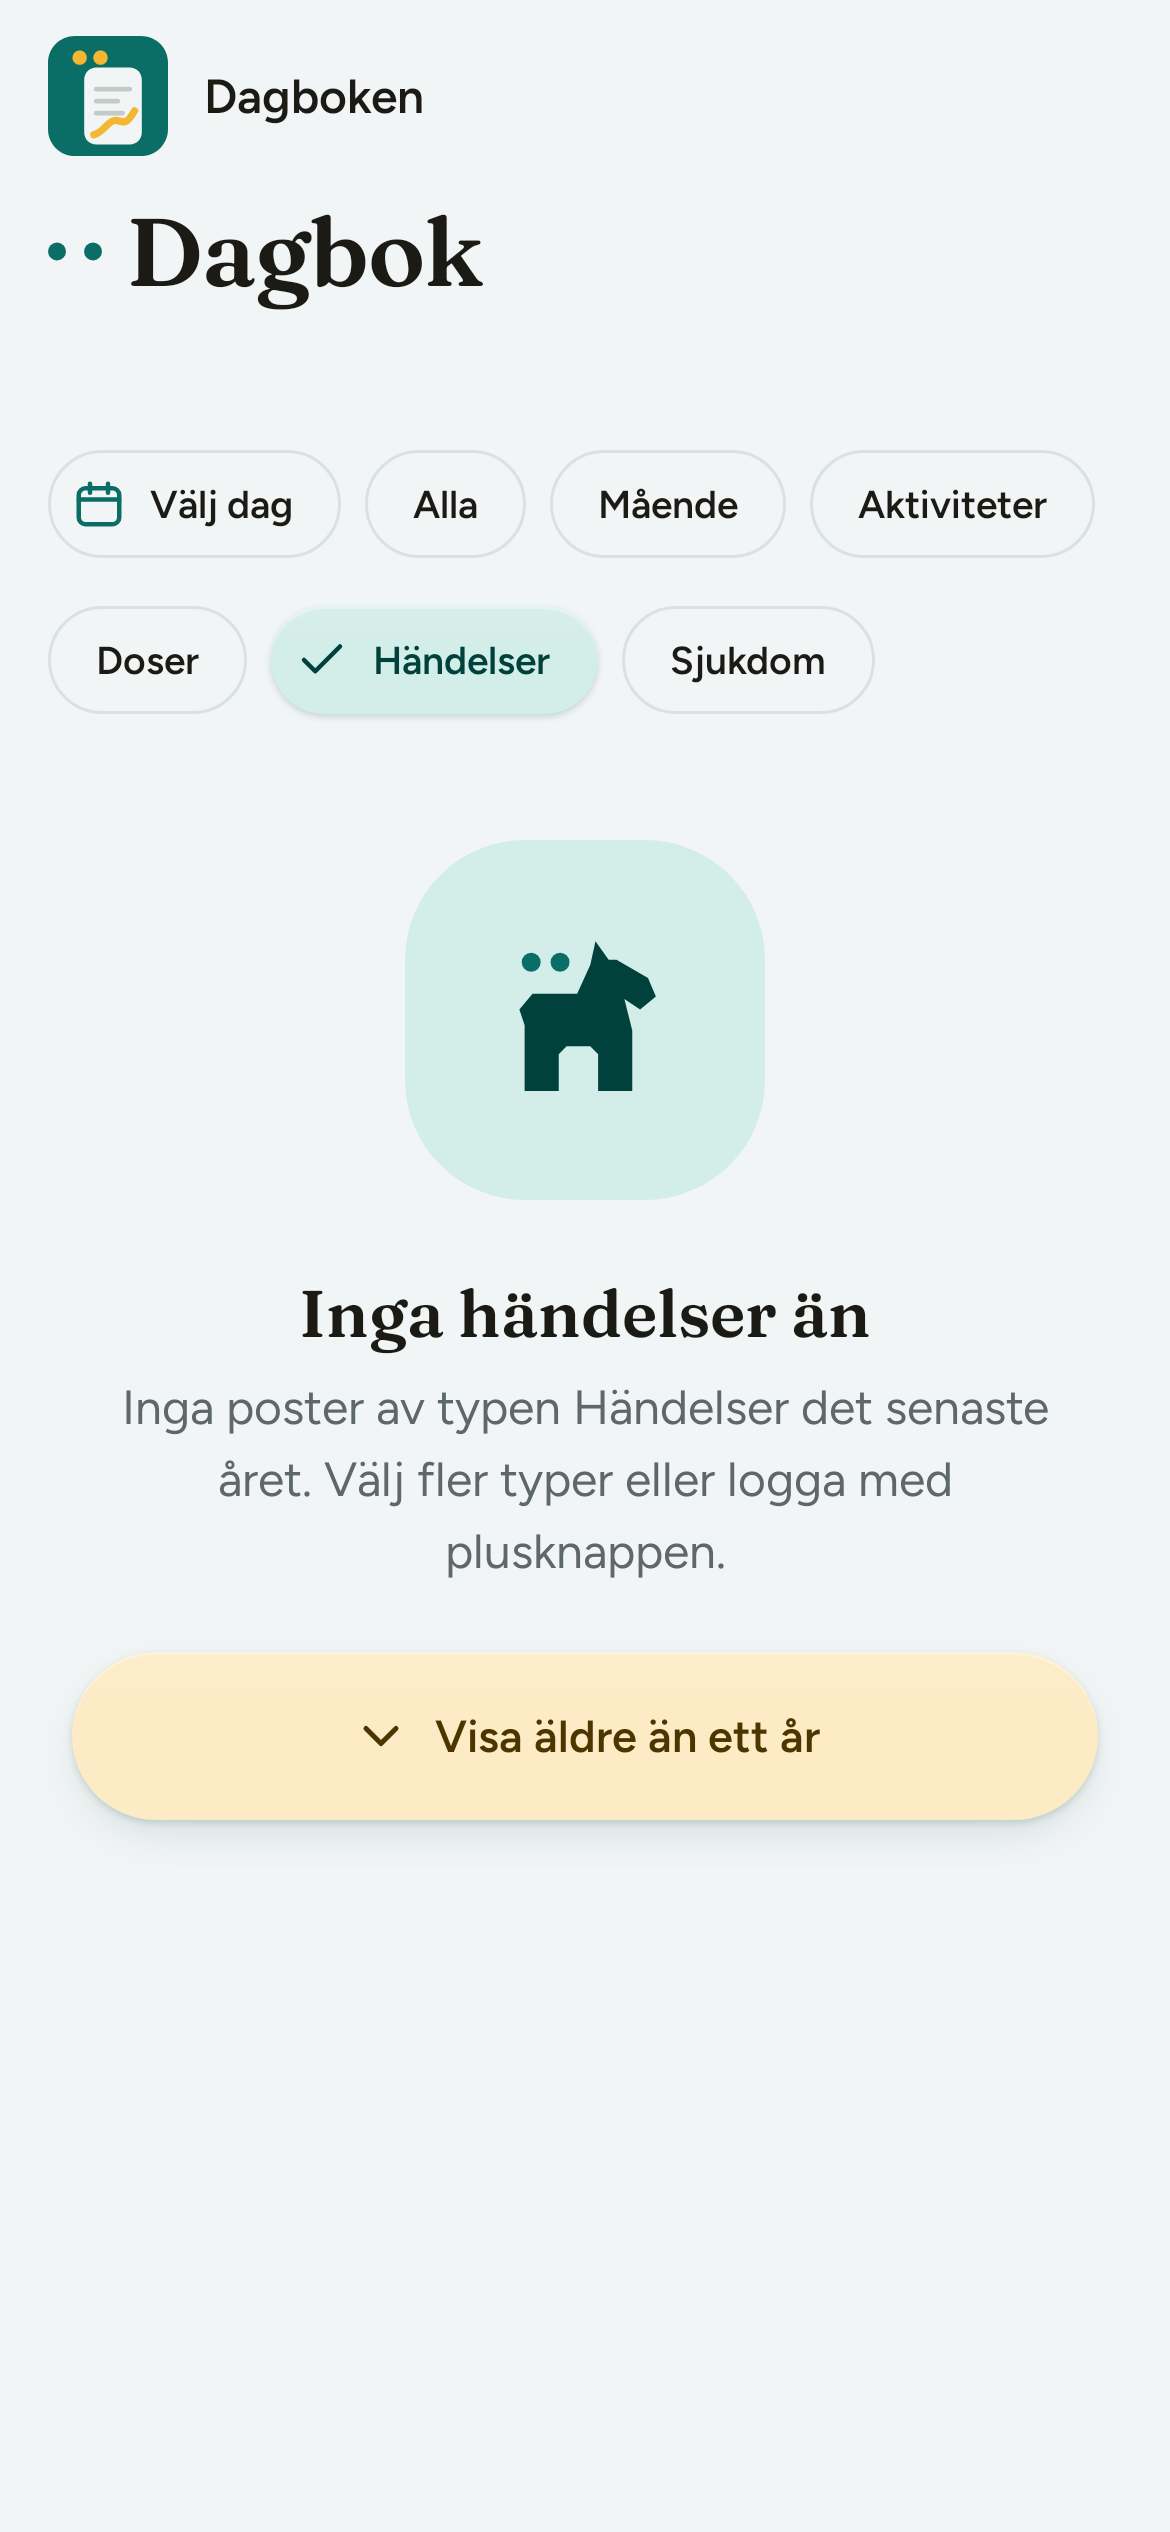 Dagboken
Dagbok
Välj dag
Alla
Mående
Aktiviteter
Doser
Händelser
Sjukdom
Inga händelser än
Inga poster av typen Händelser det senaste
året. Välj fler typer eller logga med
plusknappen.
Visa äldre än ett år